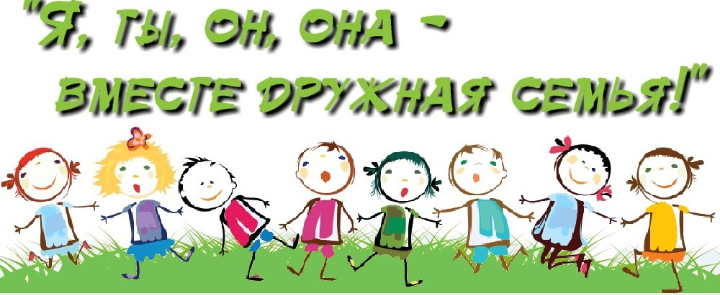 "Я, ты, он, она -
вместе дружная семья!"